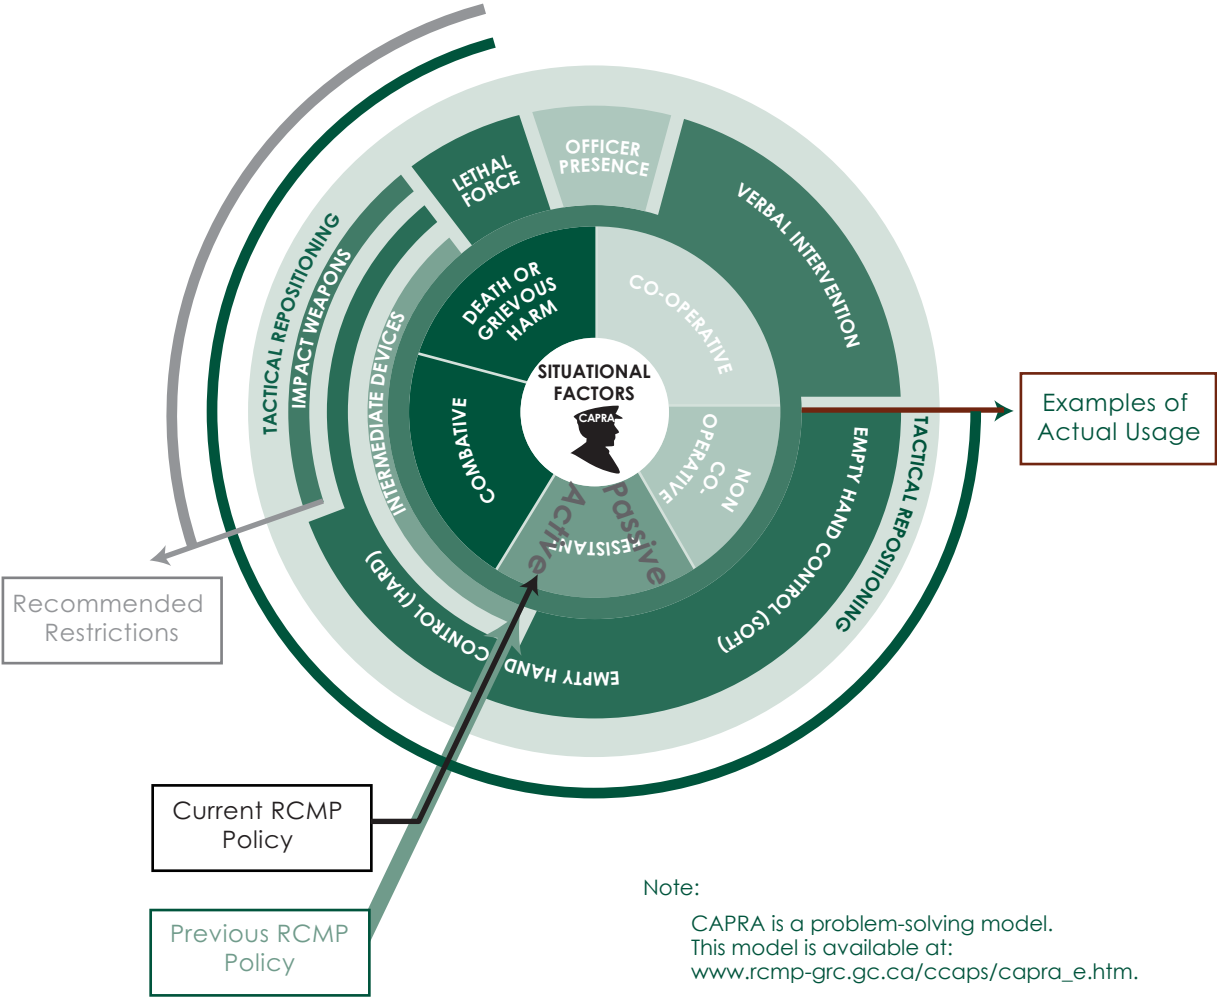 OFFICER
PRESENCE
LETHAL
FORCE
VERBAL INTERVENTION
TACTICAL REPOSITIONING
IMPACT WEAPONS
INTERMEDIATE DEVICES
DEATH OR
GRIEVOUS
HARM
CO-OPERATIVE
SITUATIONAL
FACTORS
CAPRA
COMBATIVE
NON
CO-
OPERATIVE
Active
Passive
RESISTANT
EMPTY HAND CONTROL (SOFT)
TACTICAL REPOSITIONING
EMPTY HAND CONTROL (HARD)
Examples of
Actual Usage
Recommended
Restrictions
Current RCMP
Policy
Previous RCMP
Policy
Note:
CAPRA is a problem-solving model.
This model is available at:
www.rcmp-grc.gc.ca/ccaps/capra_e.htm.